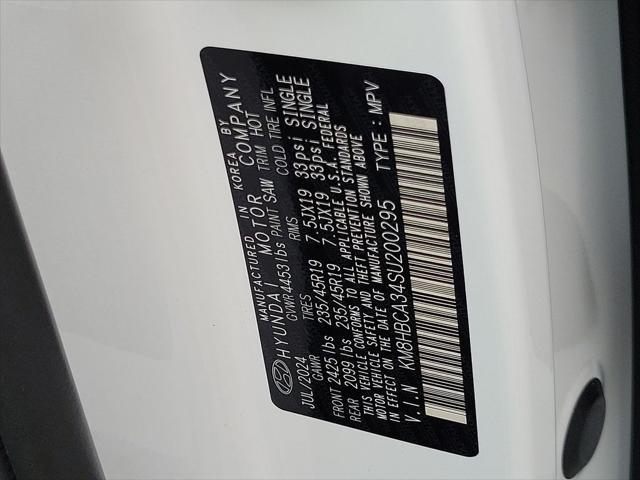 MANUFACTURED IN KOREA BY
HYUNDAI MOTOR COMPANY
JUL/2024 GVWR 4453 lbs PAINT SAW TRIM HOT
GAWR TIRES RIMS COLD TIRE INFL
FRONT 2425 lbs 235/45R19 7.5JX19 33psi SINGLE
REAR 2099 lbs 235/45R19 7.5JX19 33psi SINGLE
THIS VEHICLE CONFORMS TO ALL APPLICABLE U.S.A. FEDERAL
MOTOR VEHICLE SAFETY AND THEFT PREVENTION STANDARDS
IN EFFECT ON THE DATE OF MANUFACTURE SHOWN ABOVE
V.I.N KM8HBCA34SU200295 TYPE : MPV